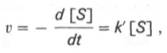 v = − d [S] / dt = k′ [S] ,